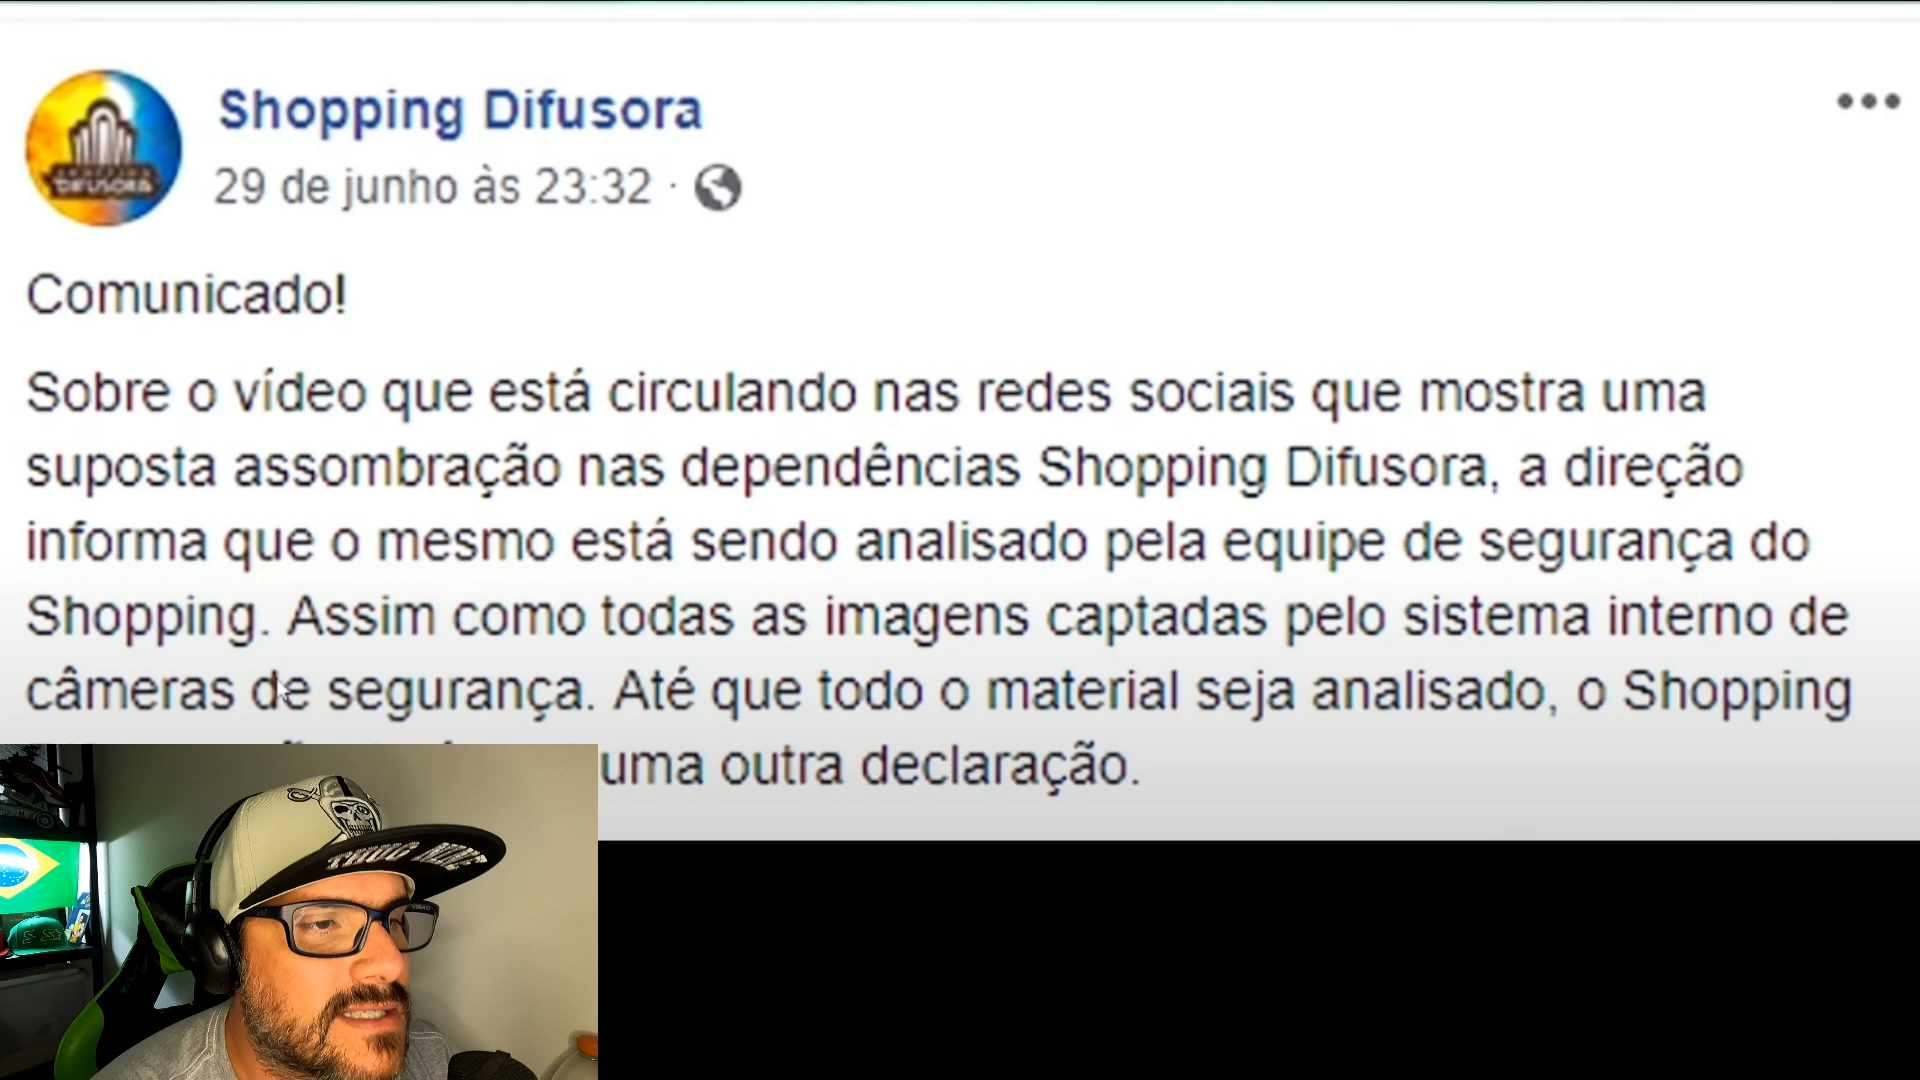 Shopping Difusora
29 de junho às 23:32 ·
DIFUSORA
Comunicado!
Sobre o vídeo que está circulando nas redes sociais que mostra uma
suposta assombração nas dependências Shopping Difusora, a direção
informa que o mesmo está sendo analisado pela equipe de segurança do
Shopping. Assim como todas as imagens captadas pelo sistema interno de
câmeras de segurança. Até que todo o material seja analisado, o Shopping
uma outra declaração.
THUG